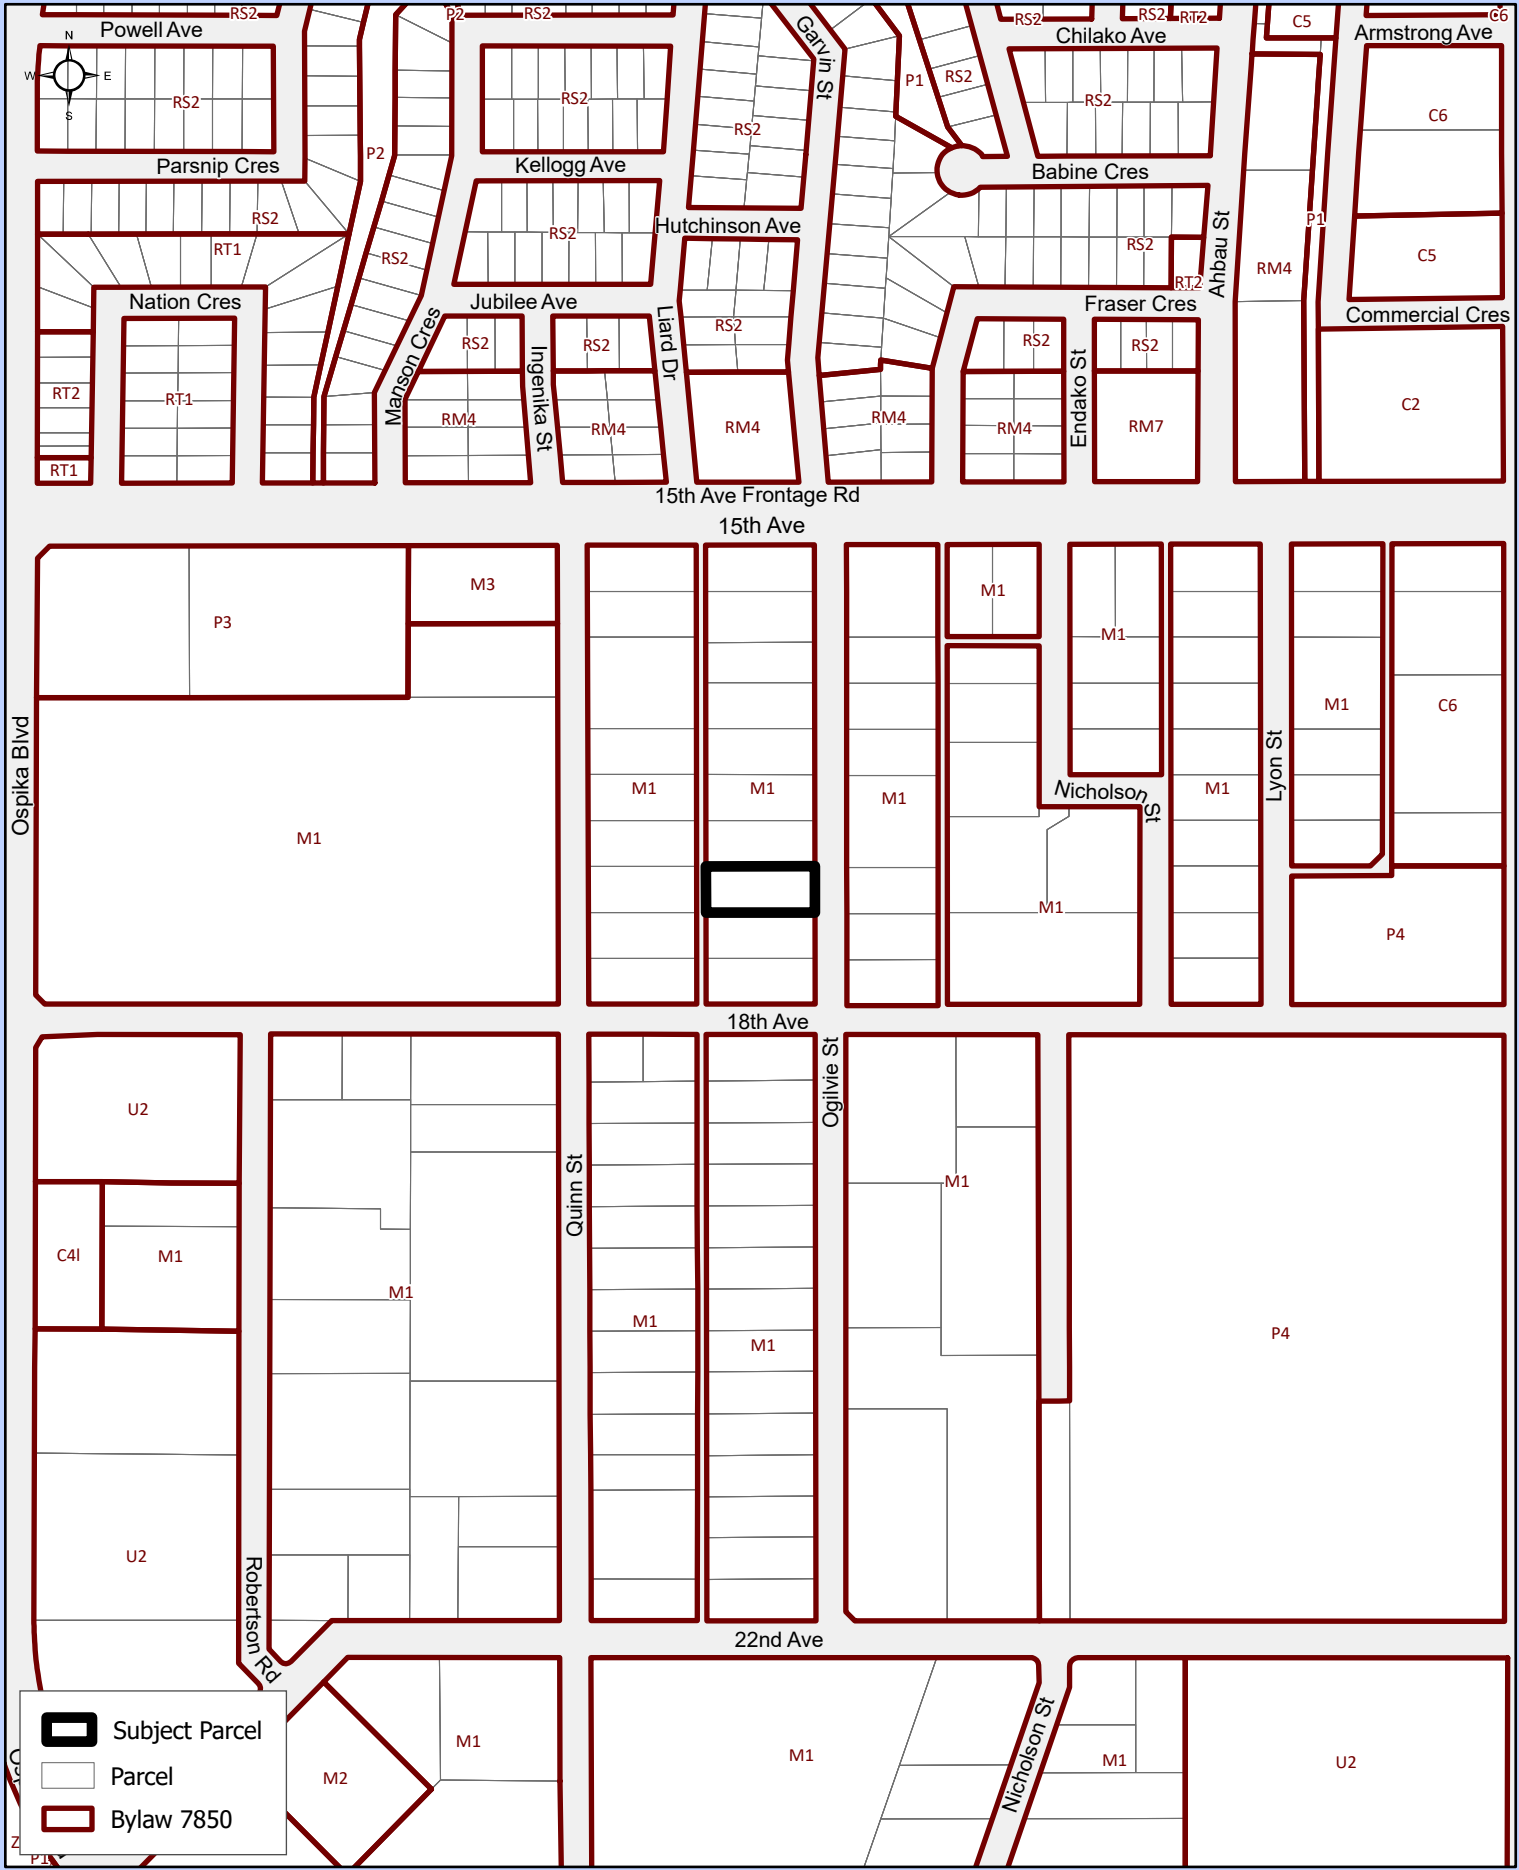 RS2
P2
RS2
RS2
RS2
RT2
C5
C6
Powell Ave
Garvin St
Chilako Ave
Armstrong Ave
N
W
E
S
RS2
RS2
RS2
P1
RS2
RS2
C6
P2
Parsnip Cres
Kellogg Ave
Babine Cres
RS2
RS2
Hutchinson Ave
RS2
Ahbau St
P1
RT1
RS2
RM4
C5
RT2
Nation Cres
Jubilee Ave
Fraser Cres
Commercial Cres
Manson Cres
RS2
Ingenika St
RS2
Liard Dr
RS2
RS2
Endako St
RS2
RT2
RT1
RM4
RM4
RM4
RM4
RM4
RM7
C2
RT1
15th Ave Frontage Rd
15th Ave
P3
M3
M1
M1
Ospika Blvd
M1
M1
M1
M1
Nicholson St
M1
Lyon St
M1
C6
M1
M1
P4
18th Ave
U2
Ogilvie St
Quinn St
M1
C4l
M1
M1
M1
M1
P4
U2
Robertson Rd
22nd Ave
M1
M2
M1
Nicholson St
M1
U2
Subject Parcel
Parcel
Bylaw 7850
P1